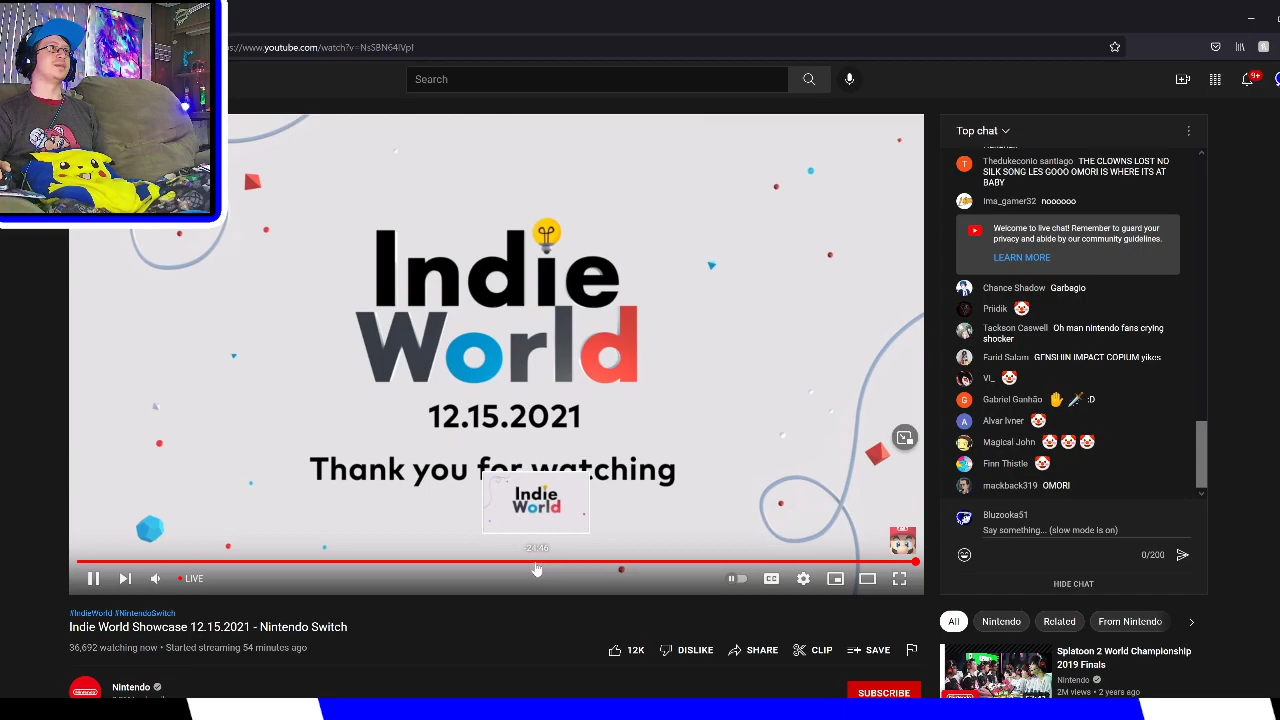 s://www.youtube.com/watch?v=NsSBN64lVpI
Search
9+
Indie
World
12.15.2021
Thank you for watching
Indie
World
-24:46
LIVE
CC
#IndieWorld #NintendoSwitch
Indie World Showcase 12.15.2021 - Nintendo Switch
36,692 watching now • Started streaming 54 minutes ago
12K
DISLIKE
SHARE
CLIP
SAVE
Nintendo
SUBSCRIBE
Top chat
Thedukeconio santiago THE CLOWNS LOST NO
SILK SONG LES GOOO OMORI IS WHERE ITS AT
BABY
Ima_gamer32 noooooo
Welcome to live chat! Remember to guard your
privacy and abide by our community guidelines.
LEARN MORE
Chance Shadow Garbagio
Priidik 🤡
Tackson Caswell Oh man nintendo fans crying
shocker
Farid Salam GENSHIN IMPACT COPIUM yikes
VI_ 🤡
Gabriel Ganhão ✋🗡️ :D
Alvar Ivner 🤡
Magical John 🤡🤡🤡
Finn Thistle 🤡
mackback319 OMORI
Bluzooka51
Say something... (slow mode is on)
0/200
HIDE CHAT
All
Nintendo
Related
From Nintendo
Splatoon 2 World Championship
2019 Finals
Nintendo
2M views • 2 years ago